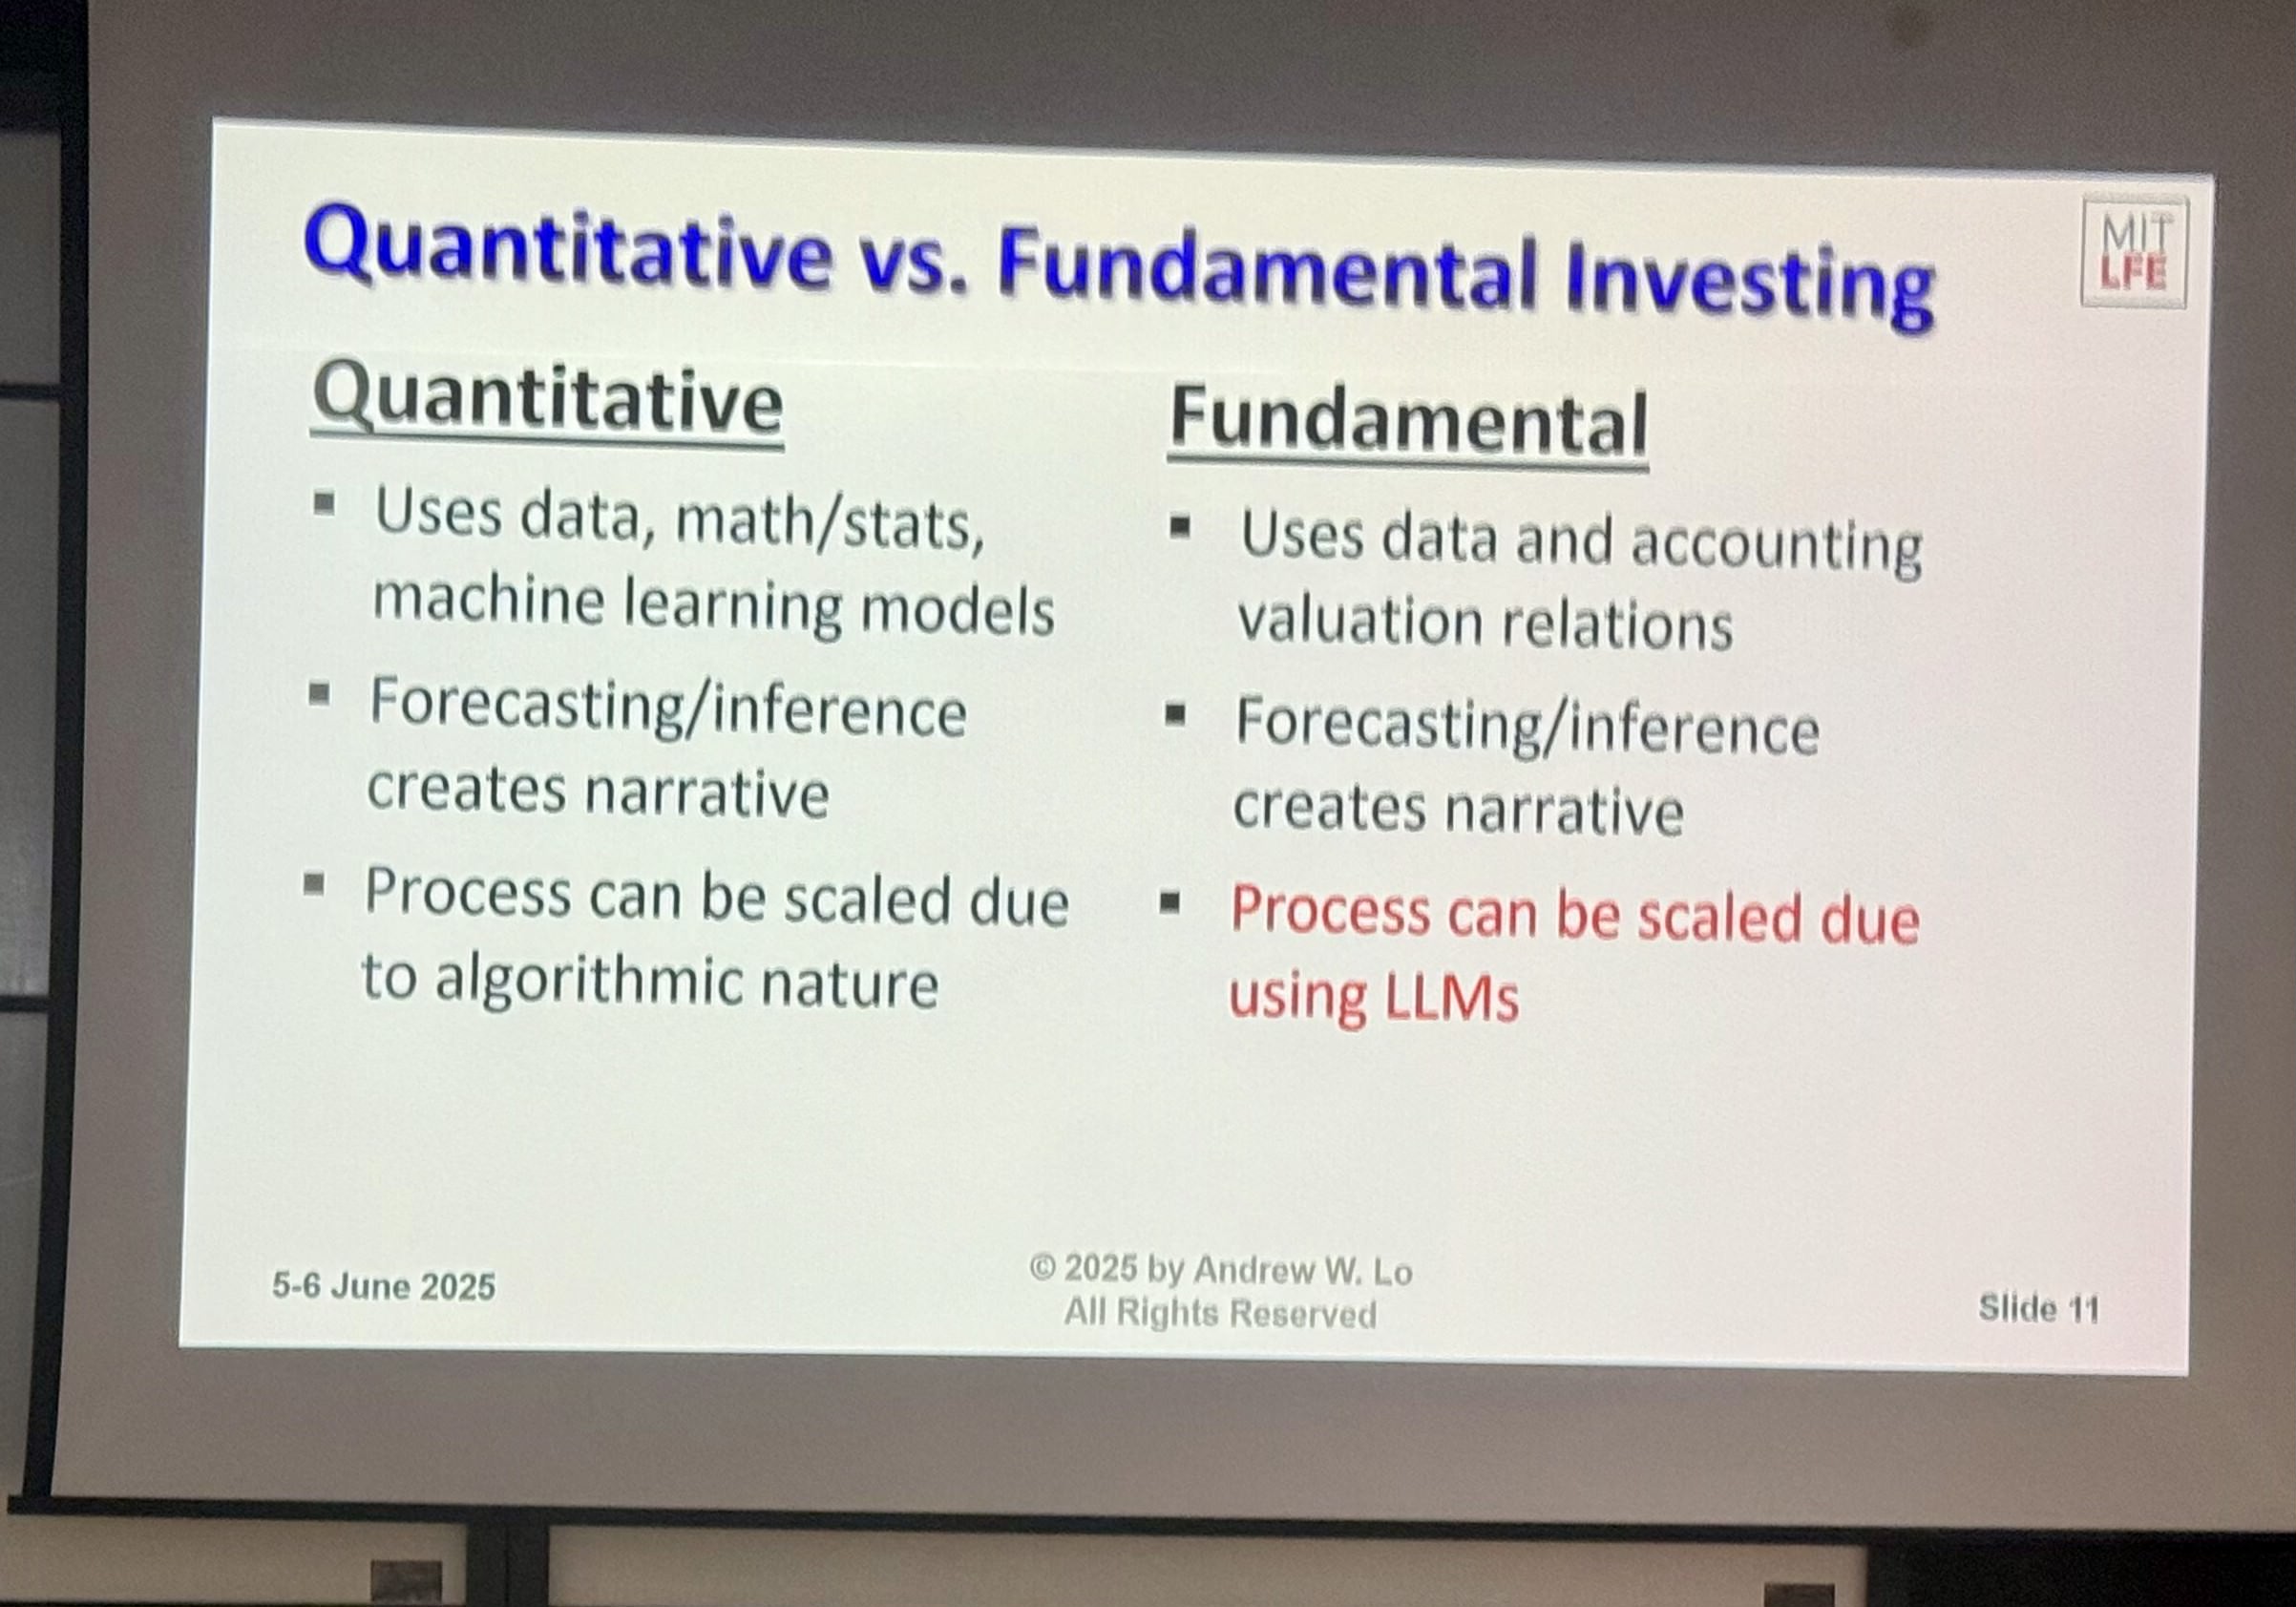 Quantitative vs. Fundamental Investing
MIT
LFE
Quantitative
Uses data, math/stats,
machine learning models
Forecasting/inference
creates narrative
Process can be scaled due
to algorithmic nature
Fundamental
Uses data and accounting
valuation relations
Forecasting/inference
creates narrative
Process can be scaled due
using LLMs
5-6 June 2025
© 2025 by Andrew W. Lo
All Rights Reserved
Slide 11